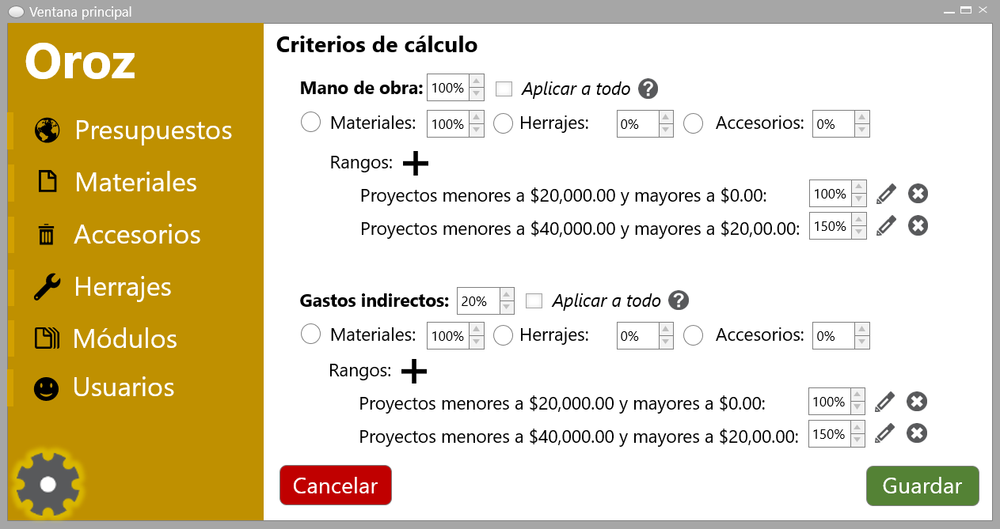 Ventana principal
Oroz
Presupuestos
Materiales
Accesorios
Herrajes
Módulos
Usuarios
Criterios de cálculo
Mano de obra: 100% Aplicar a todo ?
Materiales: 100% Herrajes: 0% Accesorios: 0%
Rangos:
Proyectos menores a $20,000.00 y mayores a $0.00: 100%
Proyectos menores a $40,000.00 y mayores a $20,00.00: 150%
Gastos indirectos: 20% Aplicar a todo ?
Materiales: 100% Herrajes: 0% Accesorios: 0%
Rangos:
Proyectos menores a $20,000.00 y mayores a $0.00: 100%
Proyectos menores a $40,000.00 y mayores a $20,00.00: 150%
Cancelar
Guardar